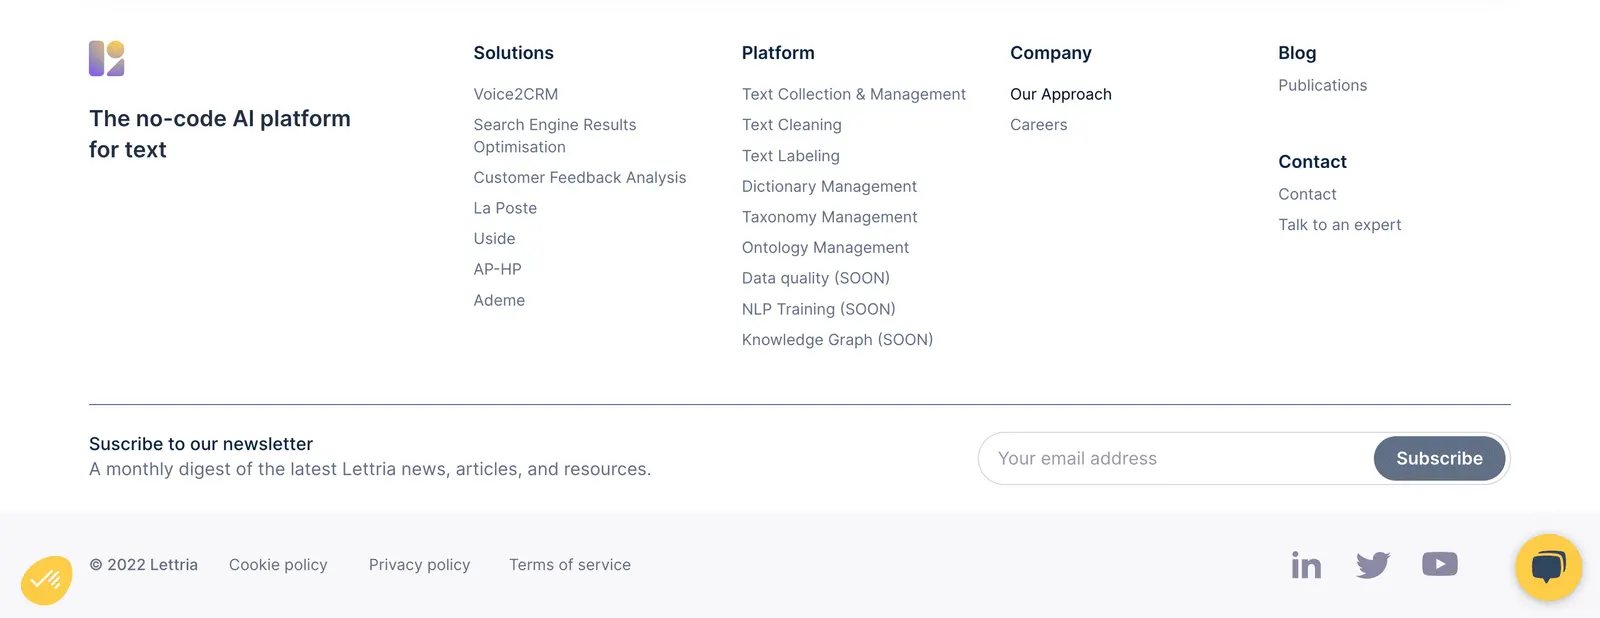 The no-code AI platform
for text
Solutions
Voice2CRM
Search Engine Results
Optimisation
Customer Feedback Analysis
La Poste
Uside
AP-HP
Ademe
Platform
Text Collection & Management
Text Cleaning
Text Labeling
Dictionary Management
Taxonomy Management
Ontology Management
Data quality (SOON)
NLP Training (SOON)
Knowledge Graph (SOON)
Company
Our Approach
Careers
Blog
Publications
Contact
Contact
Talk to an expert
Suscribe to our newsletter
A monthly digest of the latest Lettria news, articles, and resources.
Your email address
Subscribe
© 2022 Lettria
Cookie policy
Privacy policy
Terms of service
in